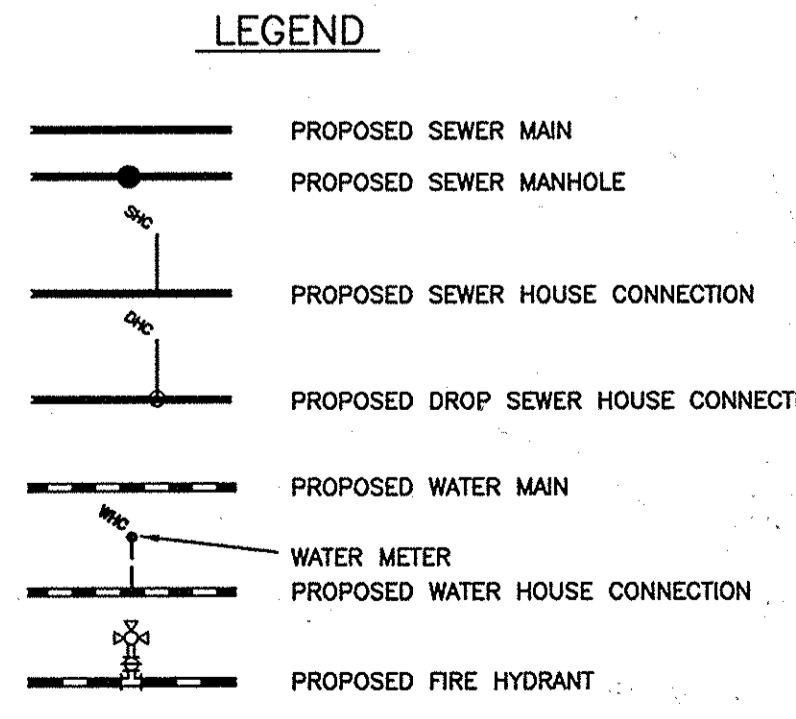 LEGEND
PROPOSED SEWER MAIN
PROPOSED SEWER MANHOLE
SHC
PROPOSED SEWER HOUSE CONNECTION
DHC
PROPOSED DROP SEWER HOUSE CONNECT
PROPOSED WATER MAIN
WHC
WATER METER
PROPOSED WATER HOUSE CONNECTION
PROPOSED FIRE HYDRANT